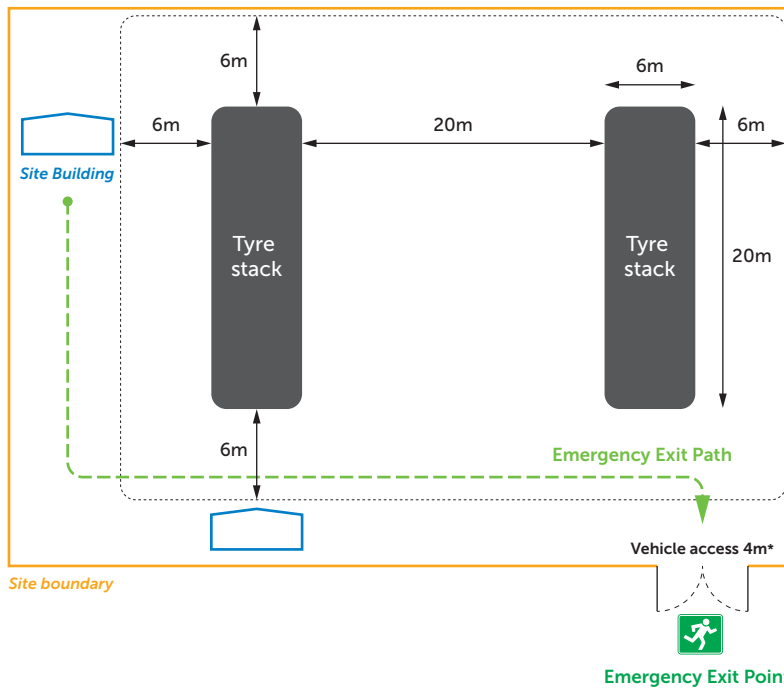 6m
6m
6m
20m
6m
Site Building
Tyre
stack
Tyre
stack
20m
6m
Emergency Exit Path
Vehicle access 4m*
Site boundary
Emergency Exit Poin